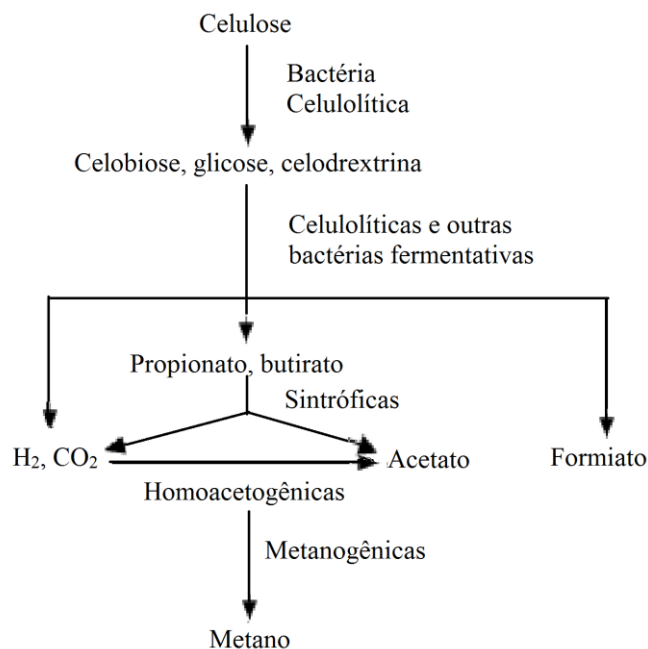 Celulose
Bactéria
Celulolítica
Celobiose, glicose, celodrextrina
Celulolíticas e outras
bactérias fermentativas
Propionato, butirato
Sintróficas
H₂, CO₂
Acetato
Formiato
Homoacetogênicas
Metanogênicas
Metano